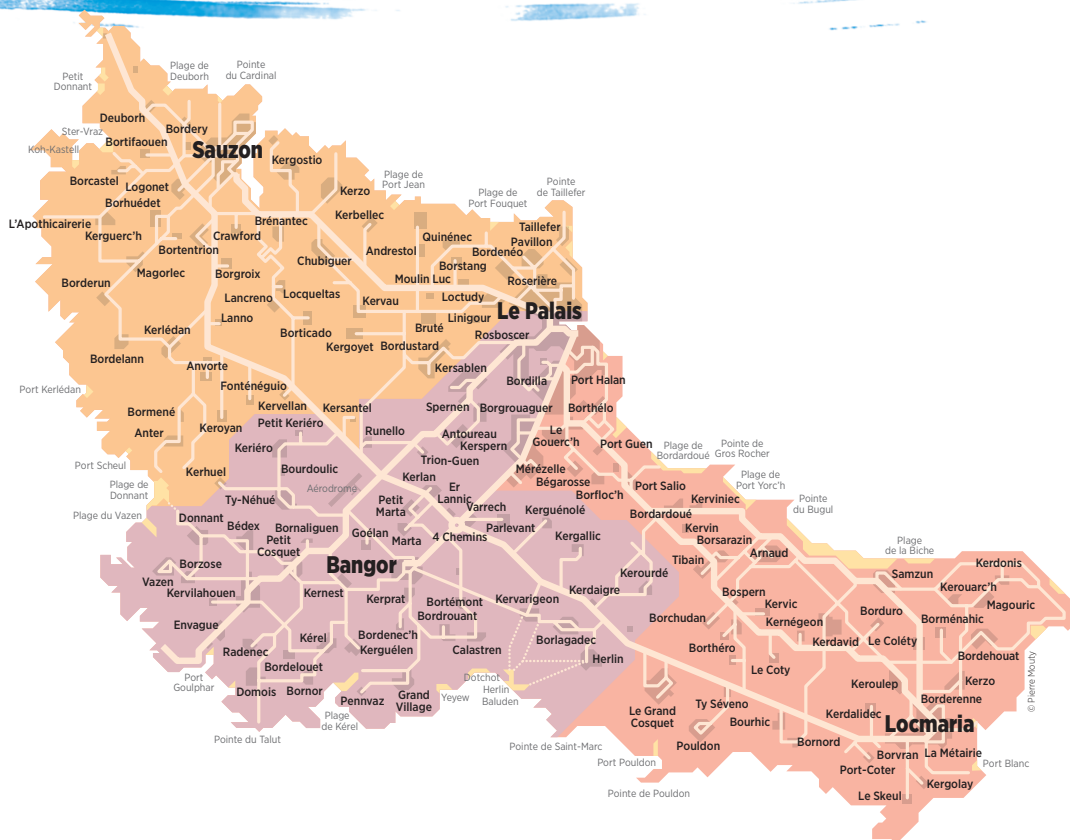 Petit
Donnant
Plage de
Deuborh
Pointe
du Cardinal
Deuborh
Bordery
Ster-Vraz
Bortifaouen
Koh-Kastell
Sauzon
Kergostio
Borcastel
Logonet
Borhuédet
Kerzo
Plage de
Port Jean
Plage de
Port Fouquet
Pointe
de Taillefer
L'Apothicairerie
Kerguerc'h
Brénantec
Kerbellec
Crawford
Bortentrion
Chubiguer
Andrestol
Quinénec
Taillefer
Pavillon
Bordenéo
Borstang
Magorlec
Borgroix
Moulin Luc
Roserière
Borderun
Lancreno
Locqueltas
Kervau
Loctudy
Lanno
Linigour
Le Palais
Kerlédan
Borticado
Bruté
Rosboscer
Kergoyet
Bordustard
Bordelann
Anvorte
Kersablen
Fonténéguio
Bordilla
Port Halan
Port Kerlédan
Bormené
Kervellan
Kersantel
Spernen
Borgrouaguer
Borthélo
Anter
Keroyan
Petit Keriéro
Runello
Antoureau
Kerspern
Le
Gouerc'h
Port Guen
Keriéro
Trion-Guen
Plage de
Bordardoué
Pointe de
Gros Rocher
Port Scheul
Kerhuel
Bourdoulic
Kerlan
Mérézelle
Bégarosse
Port Salio
Plage de
Port Yorc'h
Plage de
Donnant
Aérodrome
Er
Lannic
Borfloc'h
Kerviniec
Pointe
du Bugul
Ty-Néhué
Petit
Marta
Varrech
Kerguénolé
Bordardoué
Plage du Vazen
Donnant
Bédex
Bornaliguen
Goélan
Marta
4 Chemins
Parlevant
Kergallic
Kervin
Borsarazin
Petit
Cosquet
Arnaud
Plage
de la Biche
Borzose
Bangor
Tibain
Kerdonis
Vazen
Kervilahouen
Kernest
Kerprat
Bortémont
Bordrouant
Kervarigeon
Kerdaigre
Kerourdé
Samzun
Kerouarc'h
Bospern
Magouric
Kervic
Envague
Borchudan
Kernégeon
Borduro
Borménahic
Kérel
Bordenec'h
Kerguélen
Borlagadec
Kerdavid
Le Coléty
Radenec
Calastren
Borthéro
Bordehouat
Bordelouet
Herlin
Le Coty
Port
Goulphar
Dotchot
Herlin
Baluden
Keroulep
Kerzo
Domois
Bornor
Pennvaz
Grand
Village
Yeyew
Ty Séveno
Borderenne
Le Grand
Cosquet
Bourhic
Kerdalidec
Plage
de Kérel
Locmaria
Pointe du Talut
Pointe de Saint-Marc
Pouldon
Bornord
Borvran
La Métairie
Port Pouldon
Port-Coter
Port Blanc
Kergolay
Pointe de Pouldon
Le Skeul
© Pierre Mouty